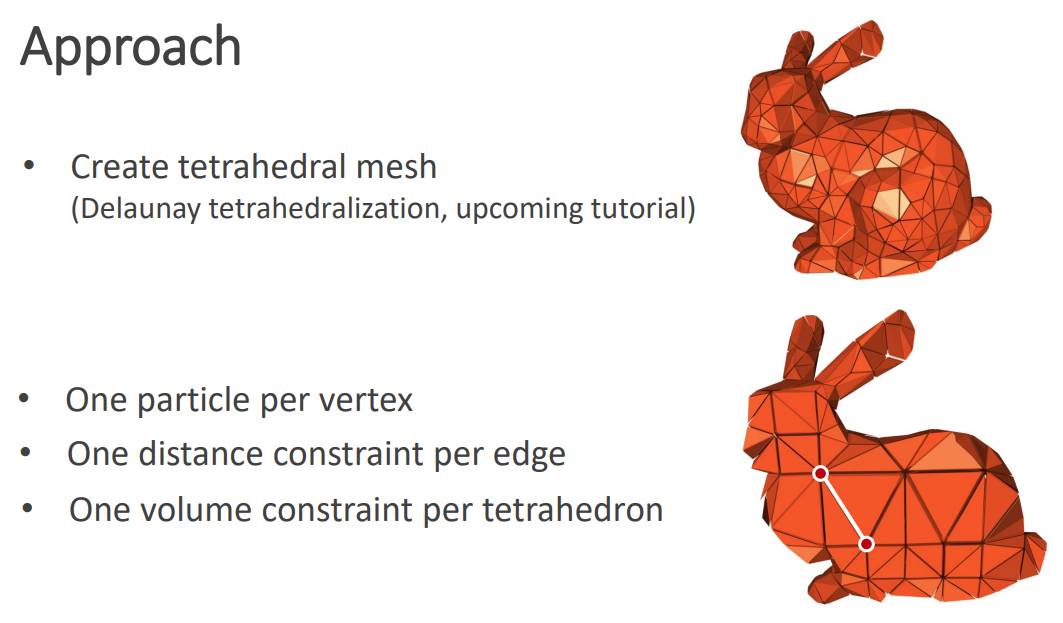 Approach
• Create tetrahedral mesh
(Delaunay tetrahedralization, upcoming tutorial)
• One particle per vertex
• One distance constraint per edge
• One volume constraint per tetrahedron